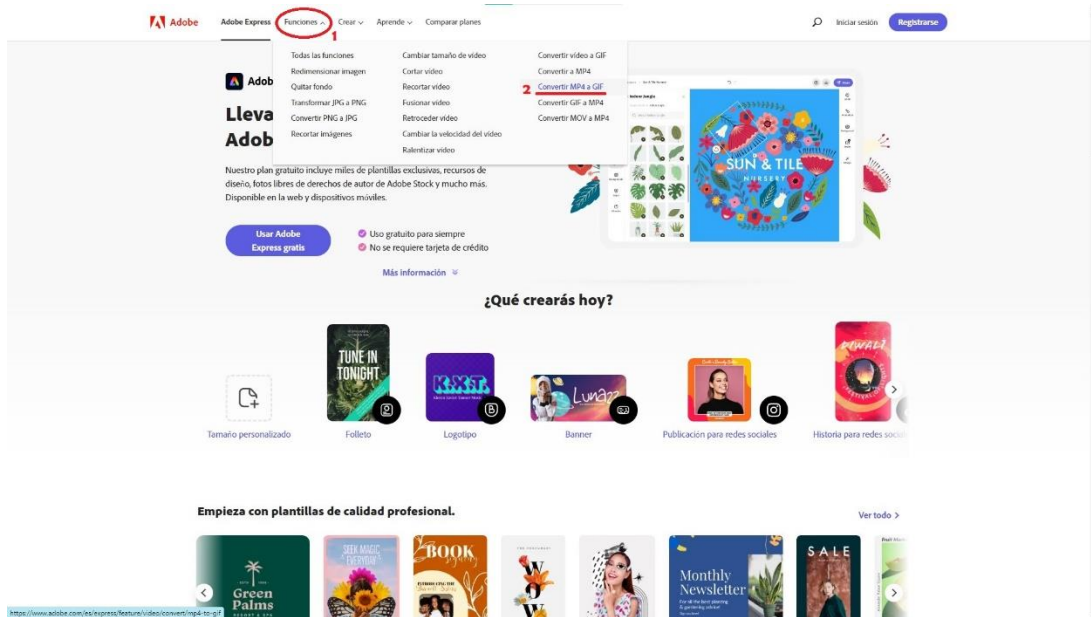 Adobe
Adobe Express
Funciones
Crear
Aprende
Comparar planes
Iniciar sesión
Registrarse
1
Todas las funciones
Redimensionar imagen
Quitar fondo
Transformar JPG a PNG
Convertir PNG a JPG
Recortar imágenes
Cambiar tamaño de vídeo
Cortar vídeo
Recortar vídeo
Fusionar vídeo
Retroceder vídeo
Cambiar la velocidad del vídeo
Ralentizar vídeo
Convertir vídeo a GIF
Convertir a MP4
2 Convertir MP4 a GIF
Convertir GIF a MP4
Convertir MOV a MP4
Adob
Lleva
Adob
Nuestro plan gratuito incluye miles de plantillas exclusivas, recursos de
diseño, fotos libres de derechos de autor de Adobe Stock y mucho más.
Disponible en la web y dispositivos móviles.
Usar Adobe
Express gratis
Uso gratuito para siempre
No se requiere tarjeta de crédito
Más información
SUN & TILE
NURSERY
¿Qué crearás hoy?
TUNE IN
TONIGHT
K.X.T.
Luna
DIWALI
Tamaño personalizado
Folleto
Logotipo
Banner
Publicación para redes sociales
Historia para redes social
Empieza con plantillas de calidad profesional.
Ver todo >
Green
Palms
RESORT & SPA
SEEK MAGIC
EVERYDAY
BOOK
signing
WOW
Monthly
Newsletter
SALE
https://www.adobe.com/es/express/feature/video/convert/mp4-to-gif